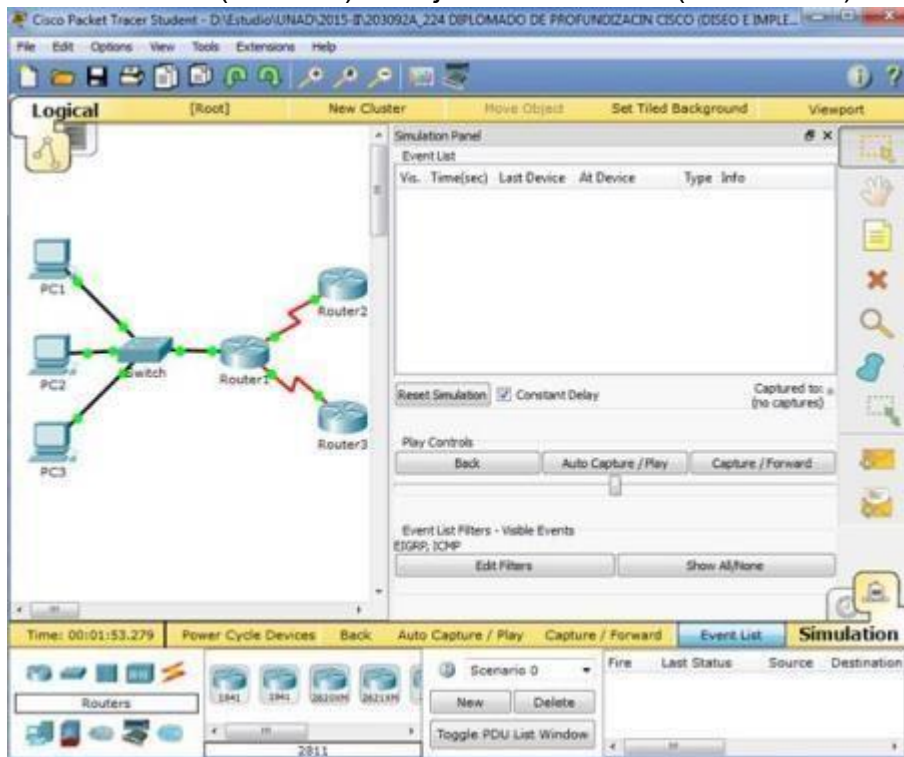 Cisco Packet Tracer Student - D:\Estudio\UNAD\2015-II\203092A_224 DIPLOMADO DE PROFUNDIZACIN CISCO (DISEO E IMPLE...
File Edit Options View Tools Extensions Help
Logical [Root] New Cluster Move Object Set Tiled Background Viewport
Simulation Panel
Event List
Vis. Time(sec) Last Device At Device Type Info
PC1
Router2
PC2
Switch
Router1
Router3
PC3
Reset Simulation Constant Delay
Captured to:
(no captures)
Play Controls
Back Auto Capture / Play Capture / Forward
Event List Filters - Visible Events
EIGRP, ICMP
Edit Filters Show All/None
Time: 00:01:53.279 Power Cycle Devices Back Auto Capture / Play Capture / Forward Event List Simulation
Routers
1841 1941 2620XM 2621XM
2811
Scenario 0
New Delete
Toggle PDU List Window
Fire Last Status Source Destination